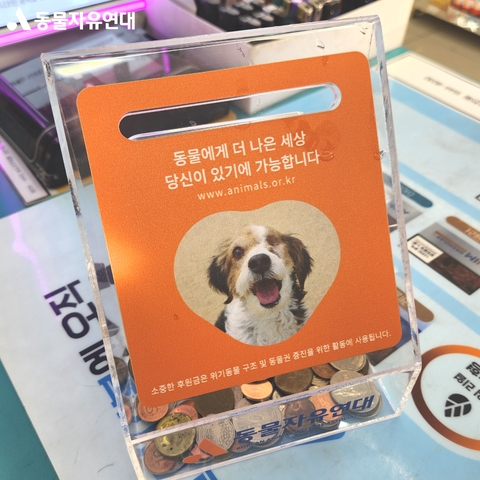 동물자유연대
동물에게 더 나은 세상
당신이 있기에 가능합니다
www.animals.or.kr
소중한 후원금은 위기동물 구조 및 동물권 증진을 위한 활동에 사용됩니다.
동물자유연대